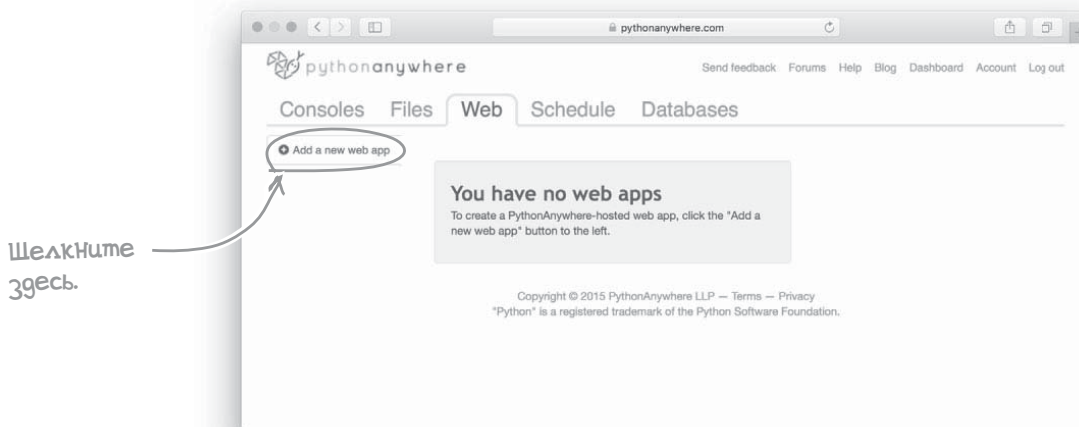 pythonanywhere.com
pythonanywhere
Send feedback Forums Help Blog Dashboard Account Log out
Consoles Files Web Schedule Databases
Add a new web app
You have no web apps
To create a PythonAnywhere-hosted web app, click the "Add a
new web app" button to the left.
Щелкните
здесь.
Copyright © 2015 PythonAnywhere LLP — Terms — Privacy
"Python" is a registered trademark of the Python Software Foundation.